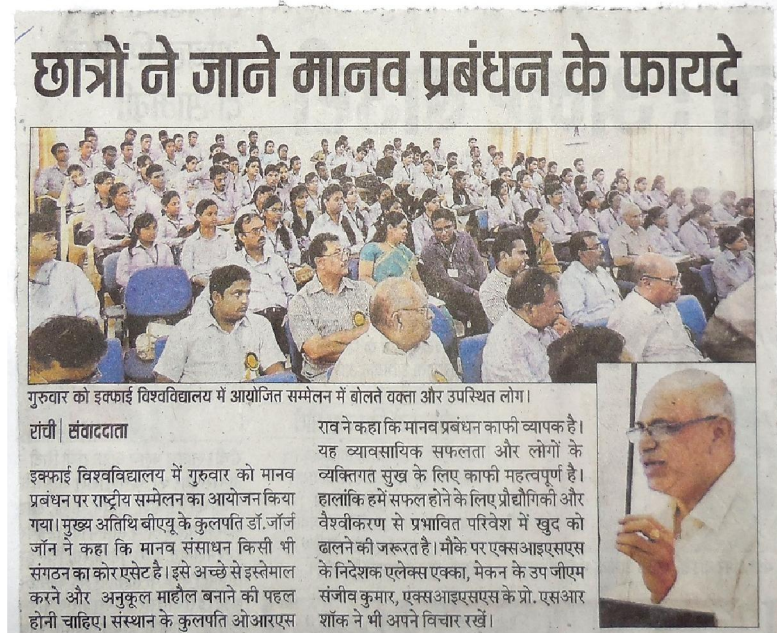 छात्रों ने जाने मानव प्रबंधन के फायदे
गुरुवार को इक्फाई विश्वविद्यालय में आयोजित सम्मेलन में बोलते वक्ता और उपस्थित लोग।
रांची | संवाददाता
इक्फाई विश्वविद्यालय में गुरुवार को मानव
प्रबंधन पर राष्ट्रीय सम्मेलन का आयोजन किया
गया। मुख्य अतिथि बीएयू के कुलपति डॉ. जॉर्ज
जॉन ने कहा कि मानव संसाधन किसी भी
संगठन का कोर एसेट है। इसे अच्छे से इस्तेमाल
करने और अनुकूल माहौल बनाने की पहल
होनी चाहिए। संस्थान के कुलपति ओआरएस
राव ने कहा कि मानव प्रबंधन काफी व्यापक है।
यह व्यावसायिक सफलता और लोगों के
व्यक्तिगत सुख के लिए काफी महत्वपूर्ण है।
हालांकि हमें सफल होने के लिए प्रौद्योगिकी और
वैश्वीकरण से प्रभावित परिवेश में खुद को
ढालने की जरूरत है। मौके पर एक्सआइएसएस
के निदेशक एलेक्स एक्का, मेकन के उप जीएम
संजीव कुमार, एक्सआइएसएस के प्रो. एसआर
शॉक ने भी अपने विचार रखें।